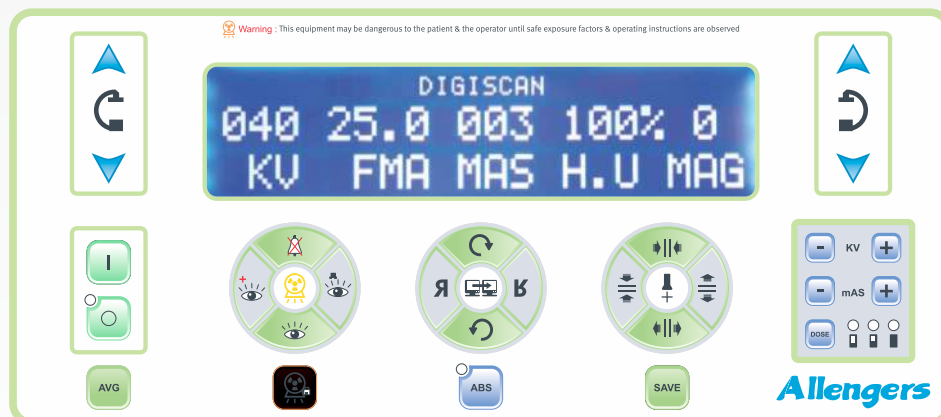 Warning : This equipment may be dangerous to the patient & the operator until safe exposure factors & operating instructions are observed
DIGISCAN
040 25.0 003 100% 0
KV FMA MAS H.U MAG
I
O
R R
- KV +
- mAS +
DOSE
AVG
ABS
SAVE
Allengers